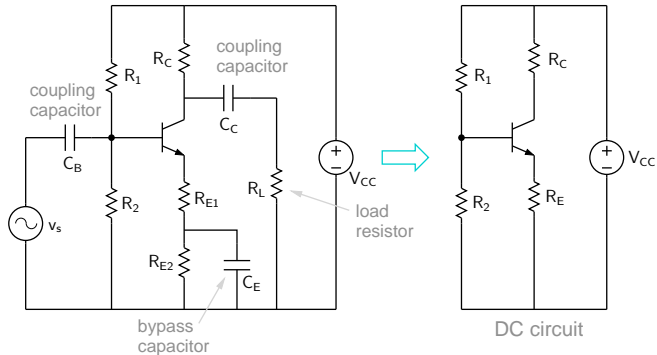 coupling
capacitor
coupling
capacitor
R1
RC
CC
CB
R2
RE1
RL
VCC
vs
RE2
CE
load
resistor
bypass
capacitor
R1
RC
R2
RE
VCC
DC circuit